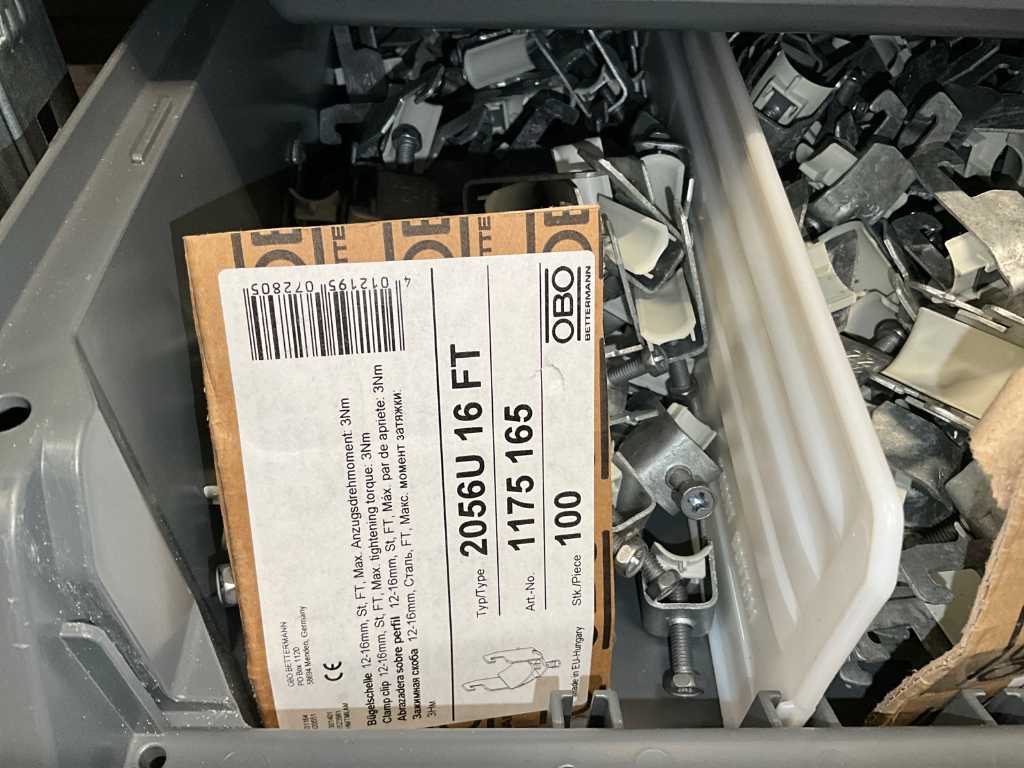 4 012195 072805
OBO
BETTERMANN
OBO BETTERMANN
PO Box 1120
58694 Menden, Germany
CE
Bügelschelle 12-16mm, St, FT, Max. Anzugsdrehmoment: 3Nm
Clamp clip 12-16mm, St, FT, Max. tightening torque: 3Nm
Abrazadera sobre perfil 12-16mm, St, FT, Máx. par de apriete: 3Nm
Зажимная скоба 12-16mm, Сталь, FT, Макс. момент затяжки:
3Нм
Typ/Type 2056U 16 FT
Art.-No. 1175 165
Stk./Piece 100
Made in EU-Hungary